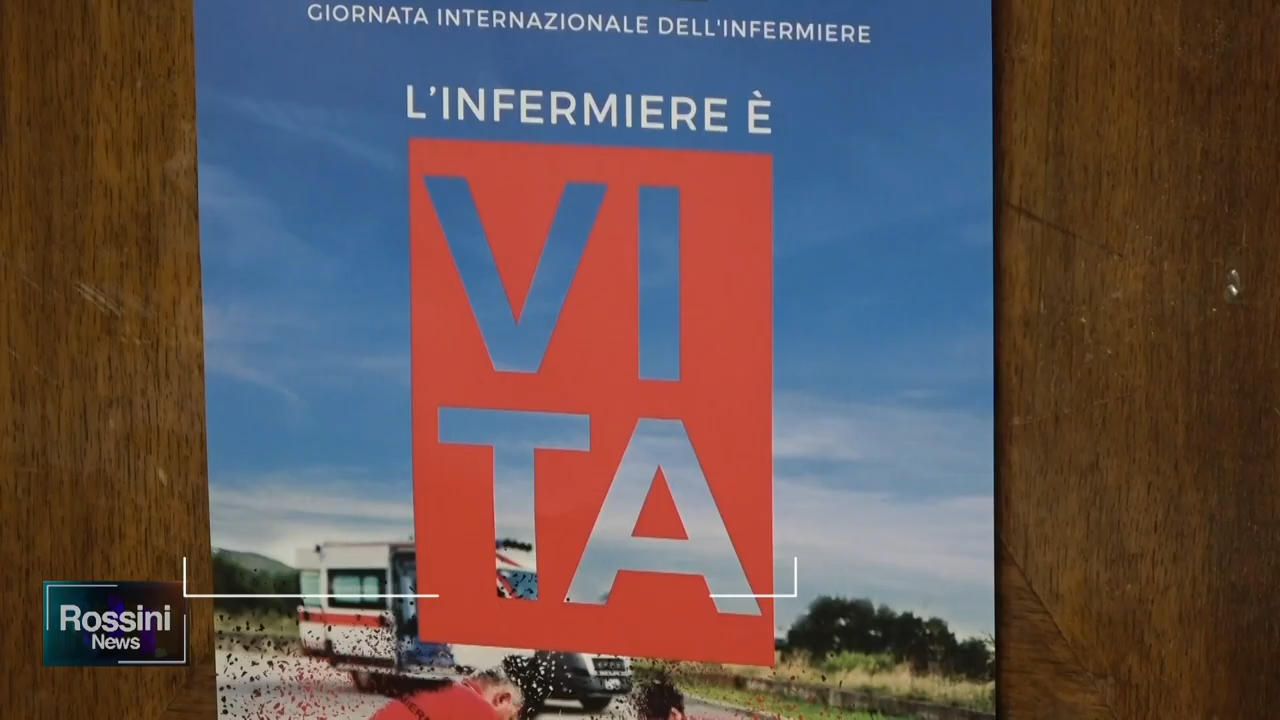 GIORNATA INTERNAZIONALE DELL'INFERMIERE
L'INFERMIERE È
VI
TA
Rossini
News